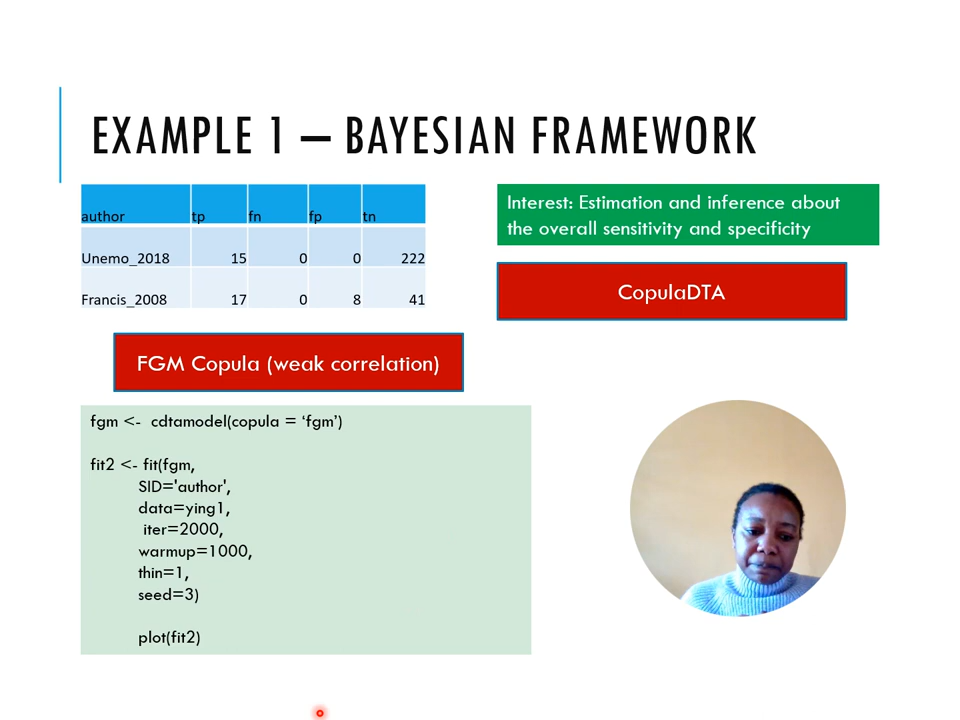 EXAMPLE 1 – BAYESIAN FRAMEWORK
author tp fn fp tn
Unemo_2018 15 0 0 222
Francis_2008 17 0 8 41
Interest: Estimation and inference about
the overall sensitivity and specificity
CopulaDTA
FGM Copula (weak correlation)
fgm <- cdtamodel(copula = ‘fgm’)
fit2 <- fit(fgm,
SID='author',
data=ying1,
iter=2000,
warmup=1000,
thin=1,
seed=3)
plot(fit2)